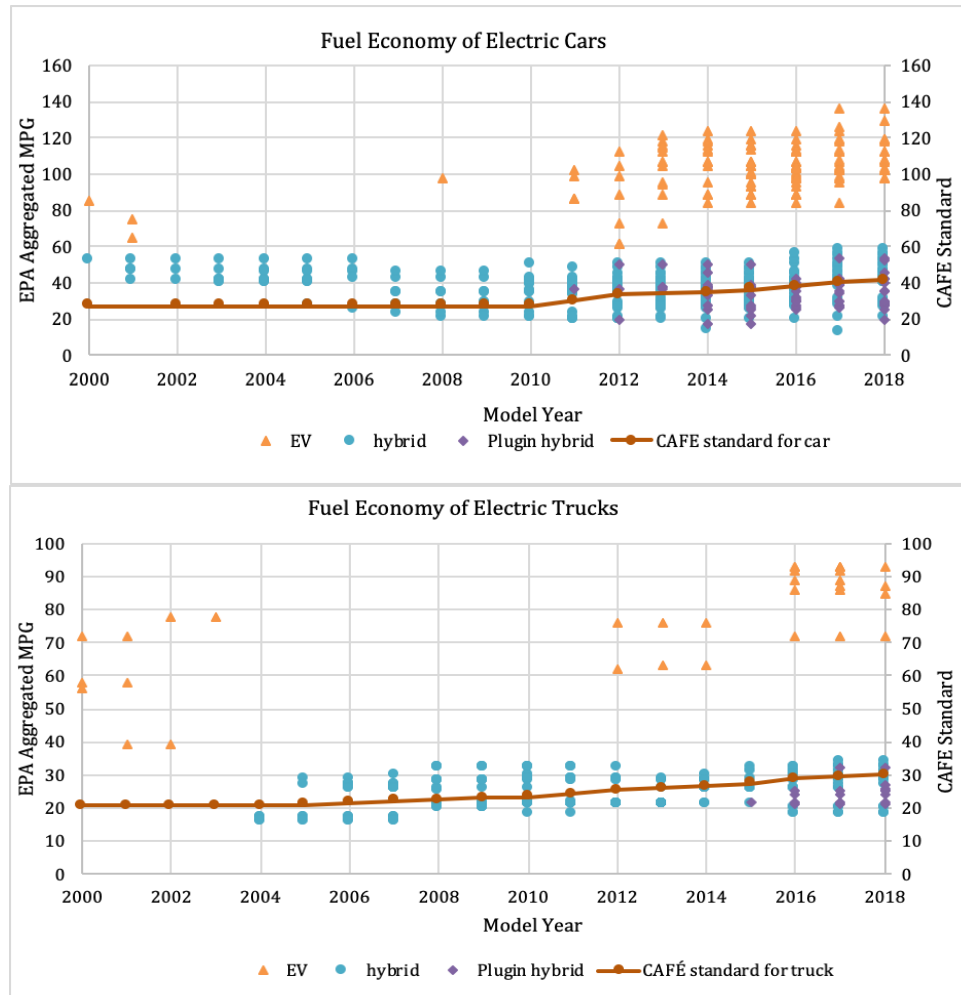 Fuel Economy of Electric Cars
160 160
140 140
120 120
100 100
80 80
60 60
40 40
20 20
0 0
EPA Aggregated MPG
CAFE Standard
2000 2002 2004 2006 2008 2010 2012 2014 2016 2018
Model Year
EV hybrid Plugin hybrid CAFE standard for car
Fuel Economy of Electric Trucks
100 100
90 90
80 80
70 70
60 60
50 50
40 40
30 30
20 20
10 10
0 0
EPA Aggregated MPG
CAFE Standard
2000 2002 2004 2006 2008 2010 2012 2014 2016 2018
Model Year
EV hybrid Plugin hybrid CAFÉ standard for truck